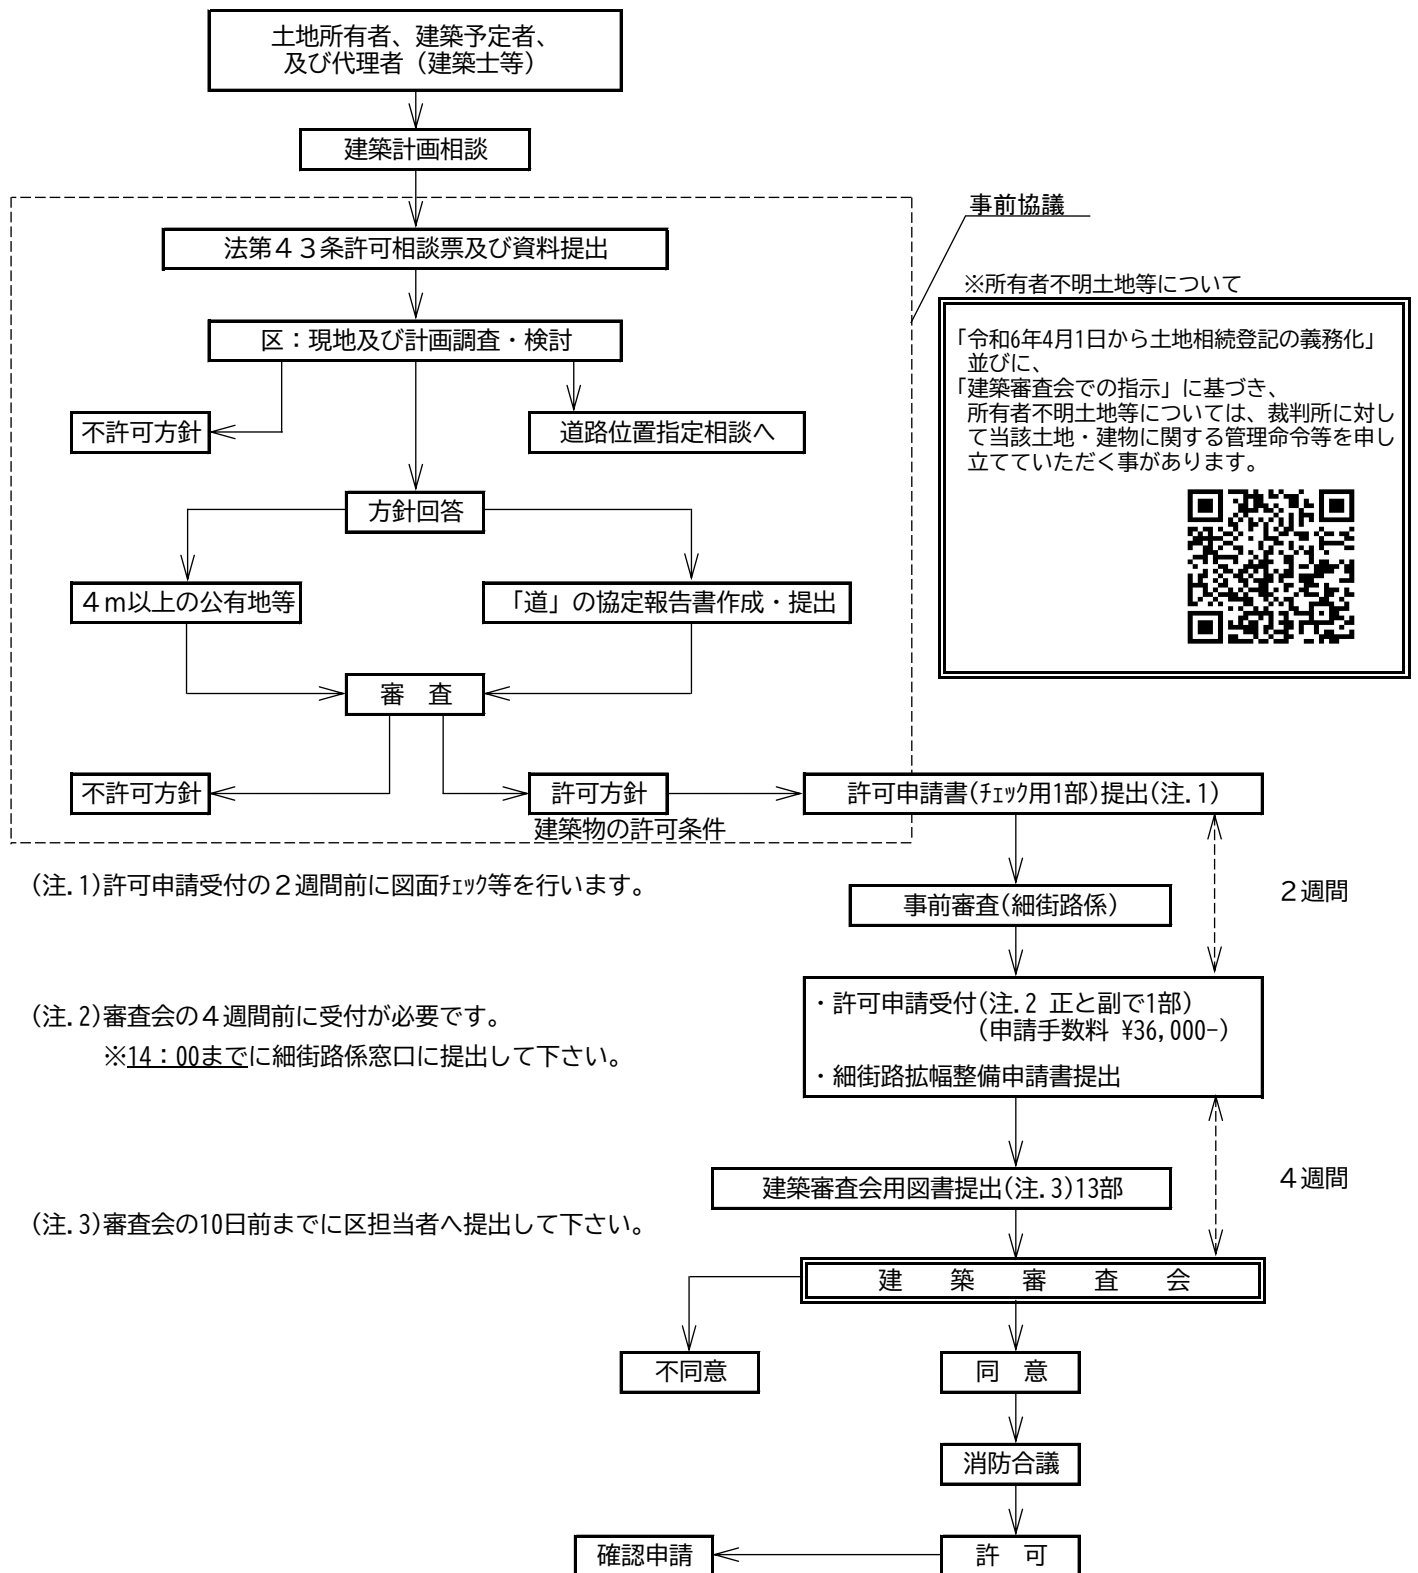 土地所有者、建築予定者、
及び代理者（建築士等）
建築計画相談
事前協議
法第４３条許可相談票及び資料提出
※所有者不明土地等について
「令和6年4月1日から土地相続登記の義務化」
並びに、
「建築審査会での指示」に基づき、
所有者不明土地等については、裁判所に対し
て当該土地・建物に関する管理命令等を申し
立てていただく事があります。
区：現地及び計画調査・検討
不許可方針
道路位置指定相談へ
方針回答
４ｍ以上の公有地等
「道」の協定報告書作成・提出
審　査
不許可方針
許可方針
許可申請書(ﾁｪｯｸ用1部)提出(注.1)
建築物の許可条件
(注.1)許可申請受付の２週間前に図面ﾁｪｯｸ等を行います。
２週間
事前審査(細街路係)
・許可申請受付(注.2 正と副で1部)
(申請手数料 ¥36,000-)
・細街路拡幅整備申請書提出
(注.2)審査会の４週間前に受付が必要です。
※14：00までに細街路係窓口に提出して下さい。
４週間
建築審査会用図書提出(注.3)13部
(注.3)審査会の10日前までに区担当者へ提出して下さい。
建　築　審　査　会
不同意
同　意
消防合議
確認申請
許　可